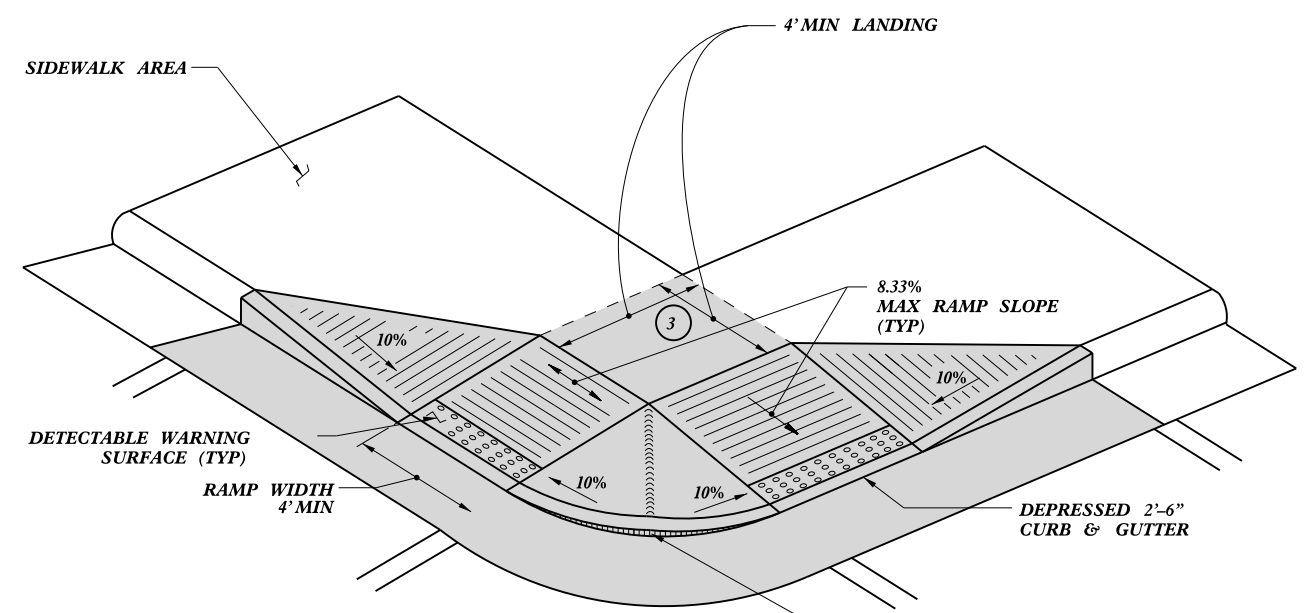 4' MIN LANDING
SIDEWALK AREA
8.33%
MAX RAMP SLOPE
(TYP)
3
10%
10%
DETECTABLE WARNING
SURFACE (TYP)
RAMP WIDTH
4' MIN
10%
10%
DEPRESSED 2'–6”
CURB & GUTTER